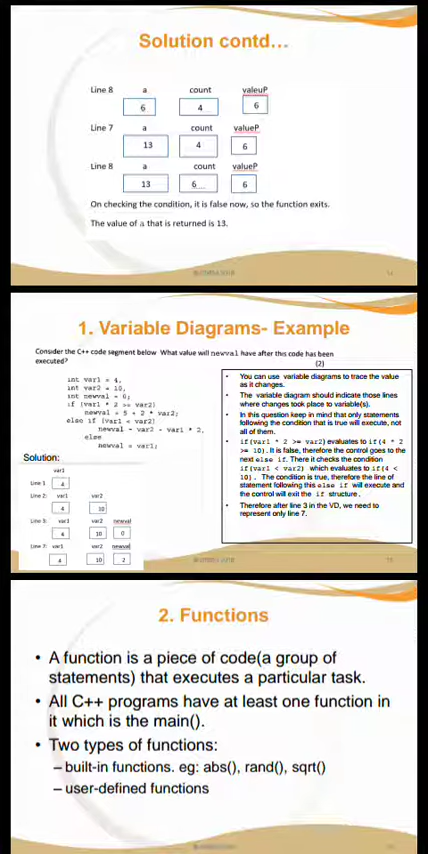 Solution contd...
Line 8 a count valeuP
6 4 6
Line 7 a count valueP
13 4 6
Line 8 a count valueP
13 6 6
On checking the condition, it is false now, so the function exits.
The value of a that is returned is 13.
1. Variable Diagrams- Example
Consider the C++ code segment below What value will newval have after this code has been
executed?
(2)
int var1 = 4,
int var2 = 10,
int newval = 0;
if (var1 * 2 >= var2)
newval = 5 + 2 * var2;
else if (var1 < var2)
newval = var2 - var1 * 2,
else
newval = var1;
• You can use variable diagrams to trace the value
as it changes.
• The variable diagram should indicate those lines
where changes took place to variable(s).
• In this question keep in mind that only statements
following the condition that is true will execute, not
all of them.
• if(var1 * 2 >= var2) evaluates to if(4 * 2
>= 10). It is false, therefore the control goes to the
next else if. There it checks the condition
if(var1 < var2) which evaluates to if(4 <
10). The condition is true, therefore the line of
statement following this else if will execute and
the control will exit the if structure.
• Therefore after line 3 in the VD, we need to
represent only line 7.
Solution:
var1
Line 1 4
Line 2: var1 var2
4 10
Line 3: var1 var2 newval
4 10 0
Line 7: var1 var2 newval
4 10 2
2. Functions
• A function is a piece of code(a group of
statements) that executes a particular task.
• All C++ programs have at least one function in
it which is the main().
• Two types of functions:
– built-in functions. eg: abs(), rand(), sqrt()
– user-defined functions